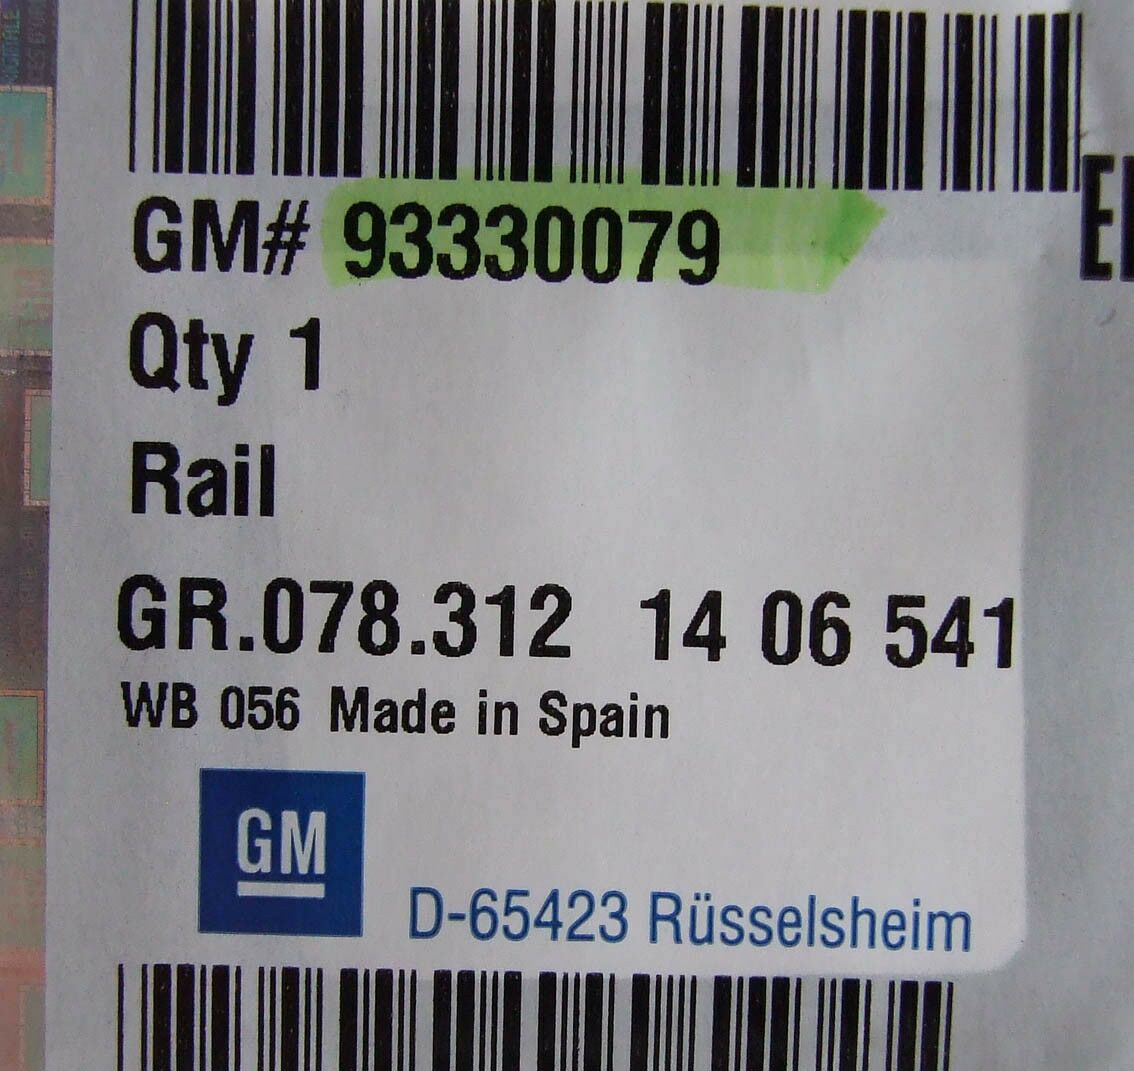 GM# 93330079
Qty 1
Rail
GR.078.312 14 06 541
WB 056 Made in Spain
GM
D-65423 Rüsselsheim